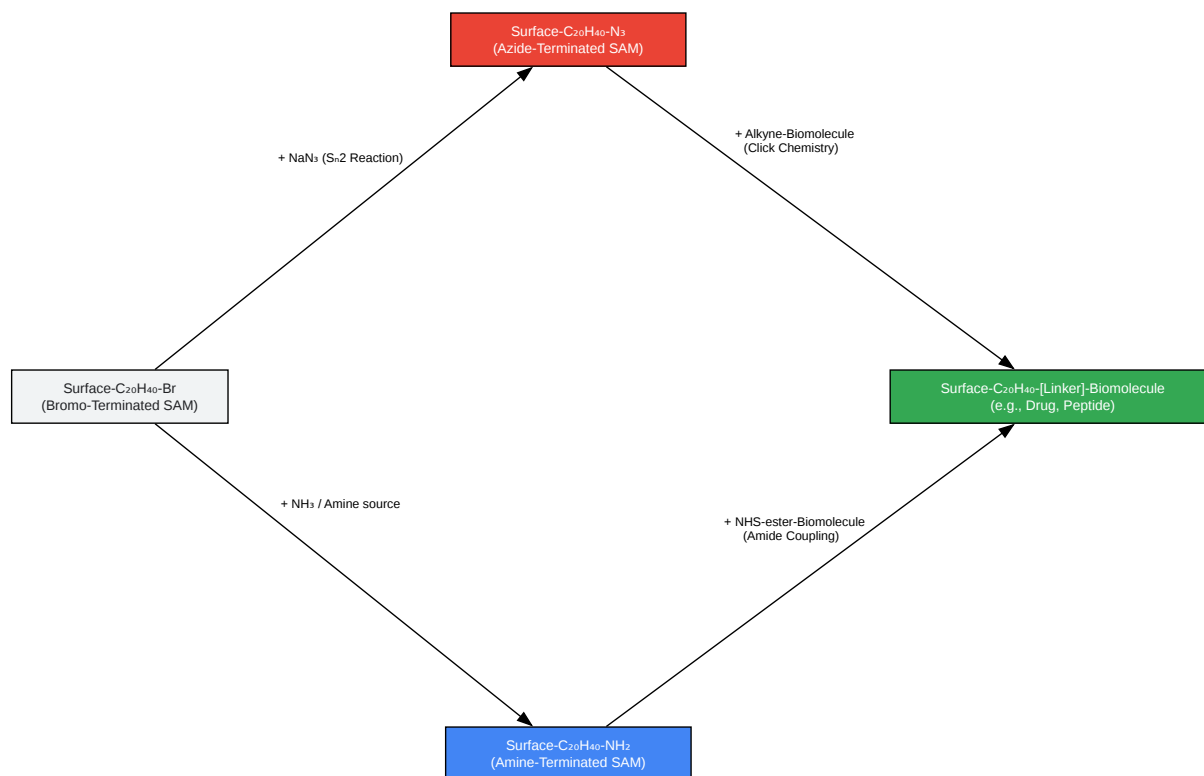 Surface-C₂₀H₄₀-N₃
(Azide-Terminated SAM)
+ Alkyne-Biomolecule
(Click Chemistry)
+ NaN₃ (Sₙ2 Reaction)
Surface-C₂₀H₄₀-Br
(Bromo-Terminated SAM)
Surface-C₂₀H₄₀-[Linker]-Biomolecule
(e.g., Drug, Peptide)
+ NH₃ / Amine source
+ NHS-ester-Biomolecule
(Amide Coupling)
Surface-C₂₀H₄₀-NH₂
(Amine-Terminated SAM)